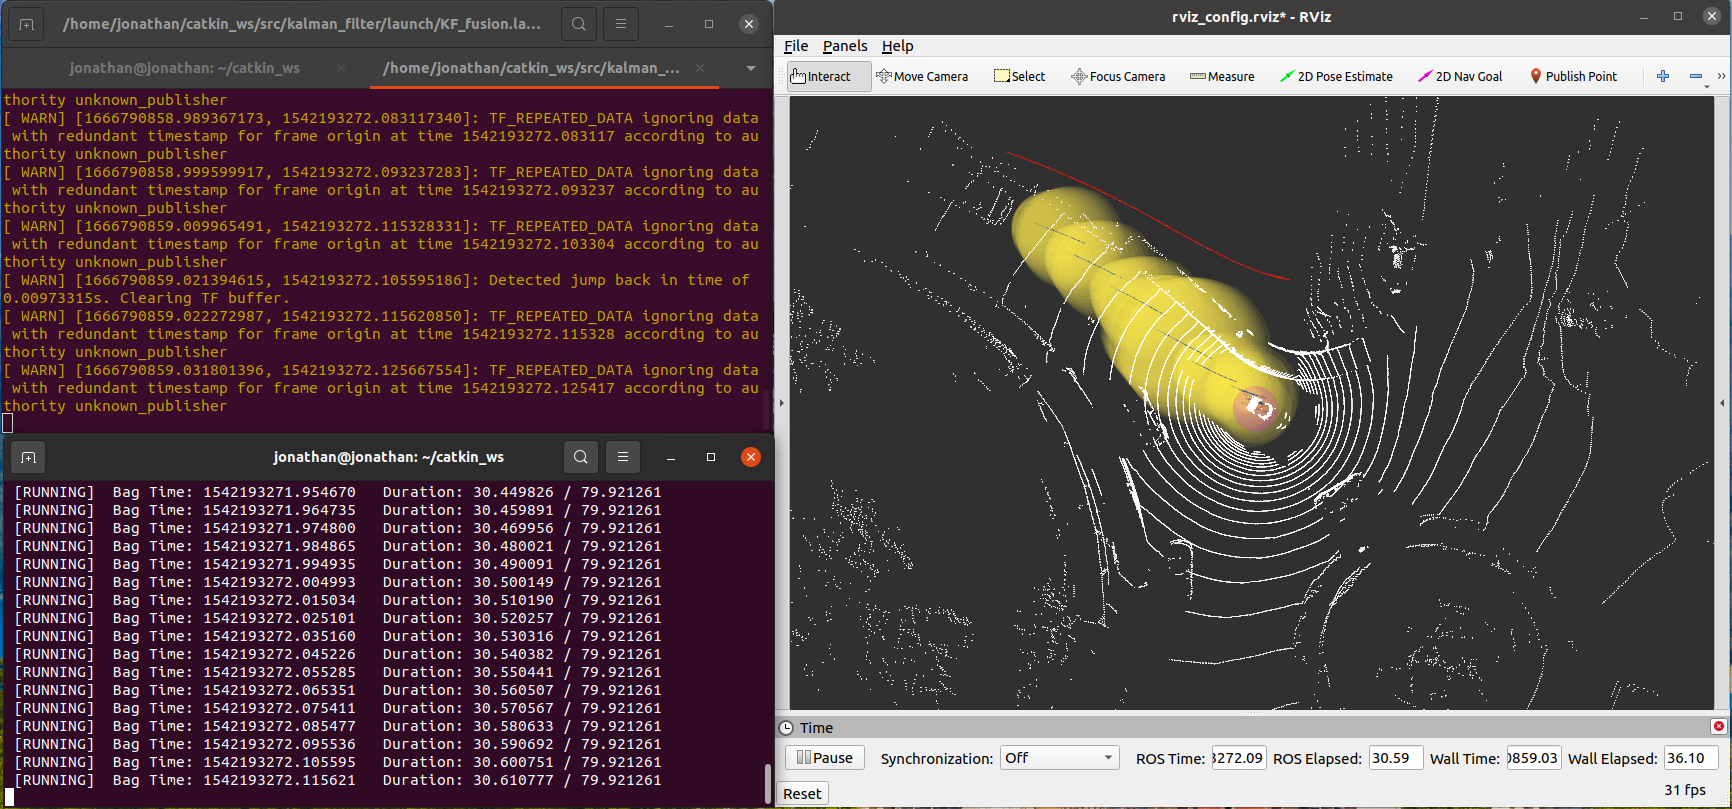 /home/jonathan/catkin_ws/src/kalman_filter/launch/KF_fusion.la...
jonathan@jonathan: ~/catkin_ws
/home/jonathan/catkin_ws/src/kalman_...
thority unknown_publisher
[ WARN] [1666790858.989367173, 1542193272.083117340]: TF_REPEATED_DATA ignoring data
with redundant timestamp for frame origin at time 1542193272.083117 according to au
thority unknown_publisher
[ WARN] [1666790858.999599917, 1542193272.093237283]: TF_REPEATED_DATA ignoring data
with redundant timestamp for frame origin at time 1542193272.093237 according to au
thority unknown_publisher
[ WARN] [1666790859.009965491, 1542193272.115328331]: TF_REPEATED_DATA ignoring data
with redundant timestamp for frame origin at time 1542193272.103304 according to au
thority unknown_publisher
[ WARN] [1666790859.021394615, 1542193272.105595186]: Detected jump back in time of
0.00973315s. Clearing TF buffer.
[ WARN] [1666790859.022272987, 1542193272.115620850]: TF_REPEATED_DATA ignoring data
with redundant timestamp for frame origin at time 1542193272.115328 according to au
thority unknown_publisher
[ WARN] [1666790859.031801396, 1542193272.125667554]: TF_REPEATED_DATA ignoring data
with redundant timestamp for frame origin at time 1542193272.125417 according to au
thority unknown_publisher
jonathan@jonathan: ~/catkin_ws
[RUNNING]  Bag Time: 1542193271.954670   Duration: 30.449826 / 79.921261
[RUNNING]  Bag Time: 1542193271.964735   Duration: 30.459891 / 79.921261
[RUNNING]  Bag Time: 1542193271.974800   Duration: 30.469956 / 79.921261
[RUNNING]  Bag Time: 1542193271.984865   Duration: 30.480021 / 79.921261
[RUNNING]  Bag Time: 1542193271.994935   Duration: 30.490091 / 79.921261
[RUNNING]  Bag Time: 1542193272.004993   Duration: 30.500149 / 79.921261
[RUNNING]  Bag Time: 1542193272.015034   Duration: 30.510190 / 79.921261
[RUNNING]  Bag Time: 1542193272.025101   Duration: 30.520257 / 79.921261
[RUNNING]  Bag Time: 1542193272.035160   Duration: 30.530316 / 79.921261
[RUNNING]  Bag Time: 1542193272.045226   Duration: 30.540382 / 79.921261
[RUNNING]  Bag Time: 1542193272.055285   Duration: 30.550441 / 79.921261
[RUNNING]  Bag Time: 1542193272.065351   Duration: 30.560507 / 79.921261
[RUNNING]  Bag Time: 1542193272.075411   Duration: 30.570567 / 79.921261
[RUNNING]  Bag Time: 1542193272.085477   Duration: 30.580633 / 79.921261
[RUNNING]  Bag Time: 1542193272.095536   Duration: 30.590692 / 79.921261
[RUNNING]  Bag Time: 1542193272.105595   Duration: 30.600751 / 79.921261
[RUNNING]  Bag Time: 1542193272.115621   Duration: 30.610777 / 79.921261
rviz_config.rviz* - RViz
File Panels Help
Interact Move Camera Select Focus Camera Measure 2D Pose Estimate 2D Nav Goal Publish Point
Time
Pause Synchronization: Off ROS Time: 3272.09 ROS Elapsed: 30.59 Wall Time: 0859.03 Wall Elapsed: 36.10
Reset 31 fps